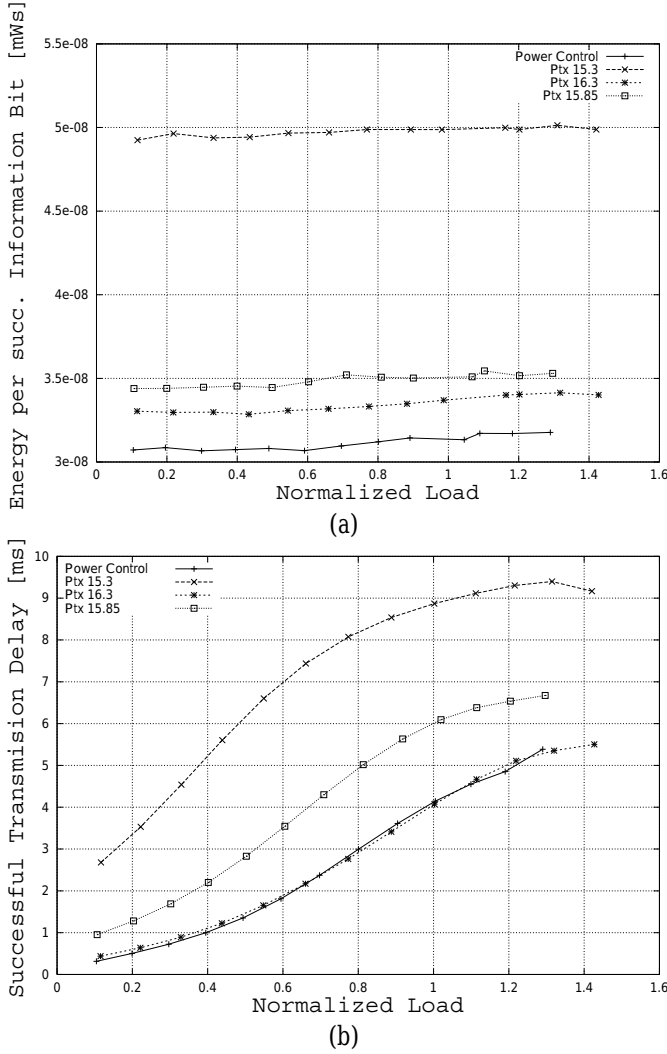 Energy per succ. Information Bit [mWs]
5.5e-08
5e-08
4.5e-08
4e-08
3.5e-08
3e-08
Power Control
Ptx 15.3
Ptx 16.3
Ptx 15.85
0 0.2 0.4 0.6 0.8 1 1.2 1.4 1.6
Normalized Load
(a)
Successful Transmision Delay [ms]
10
9
8
7
6
5
4
3
2
1
0
Power Control
Ptx 15.3
Ptx 16.3
Ptx 15.85
0 0.2 0.4 0.6 0.8 1 1.2 1.4 1.6
Normalized Load
(b)